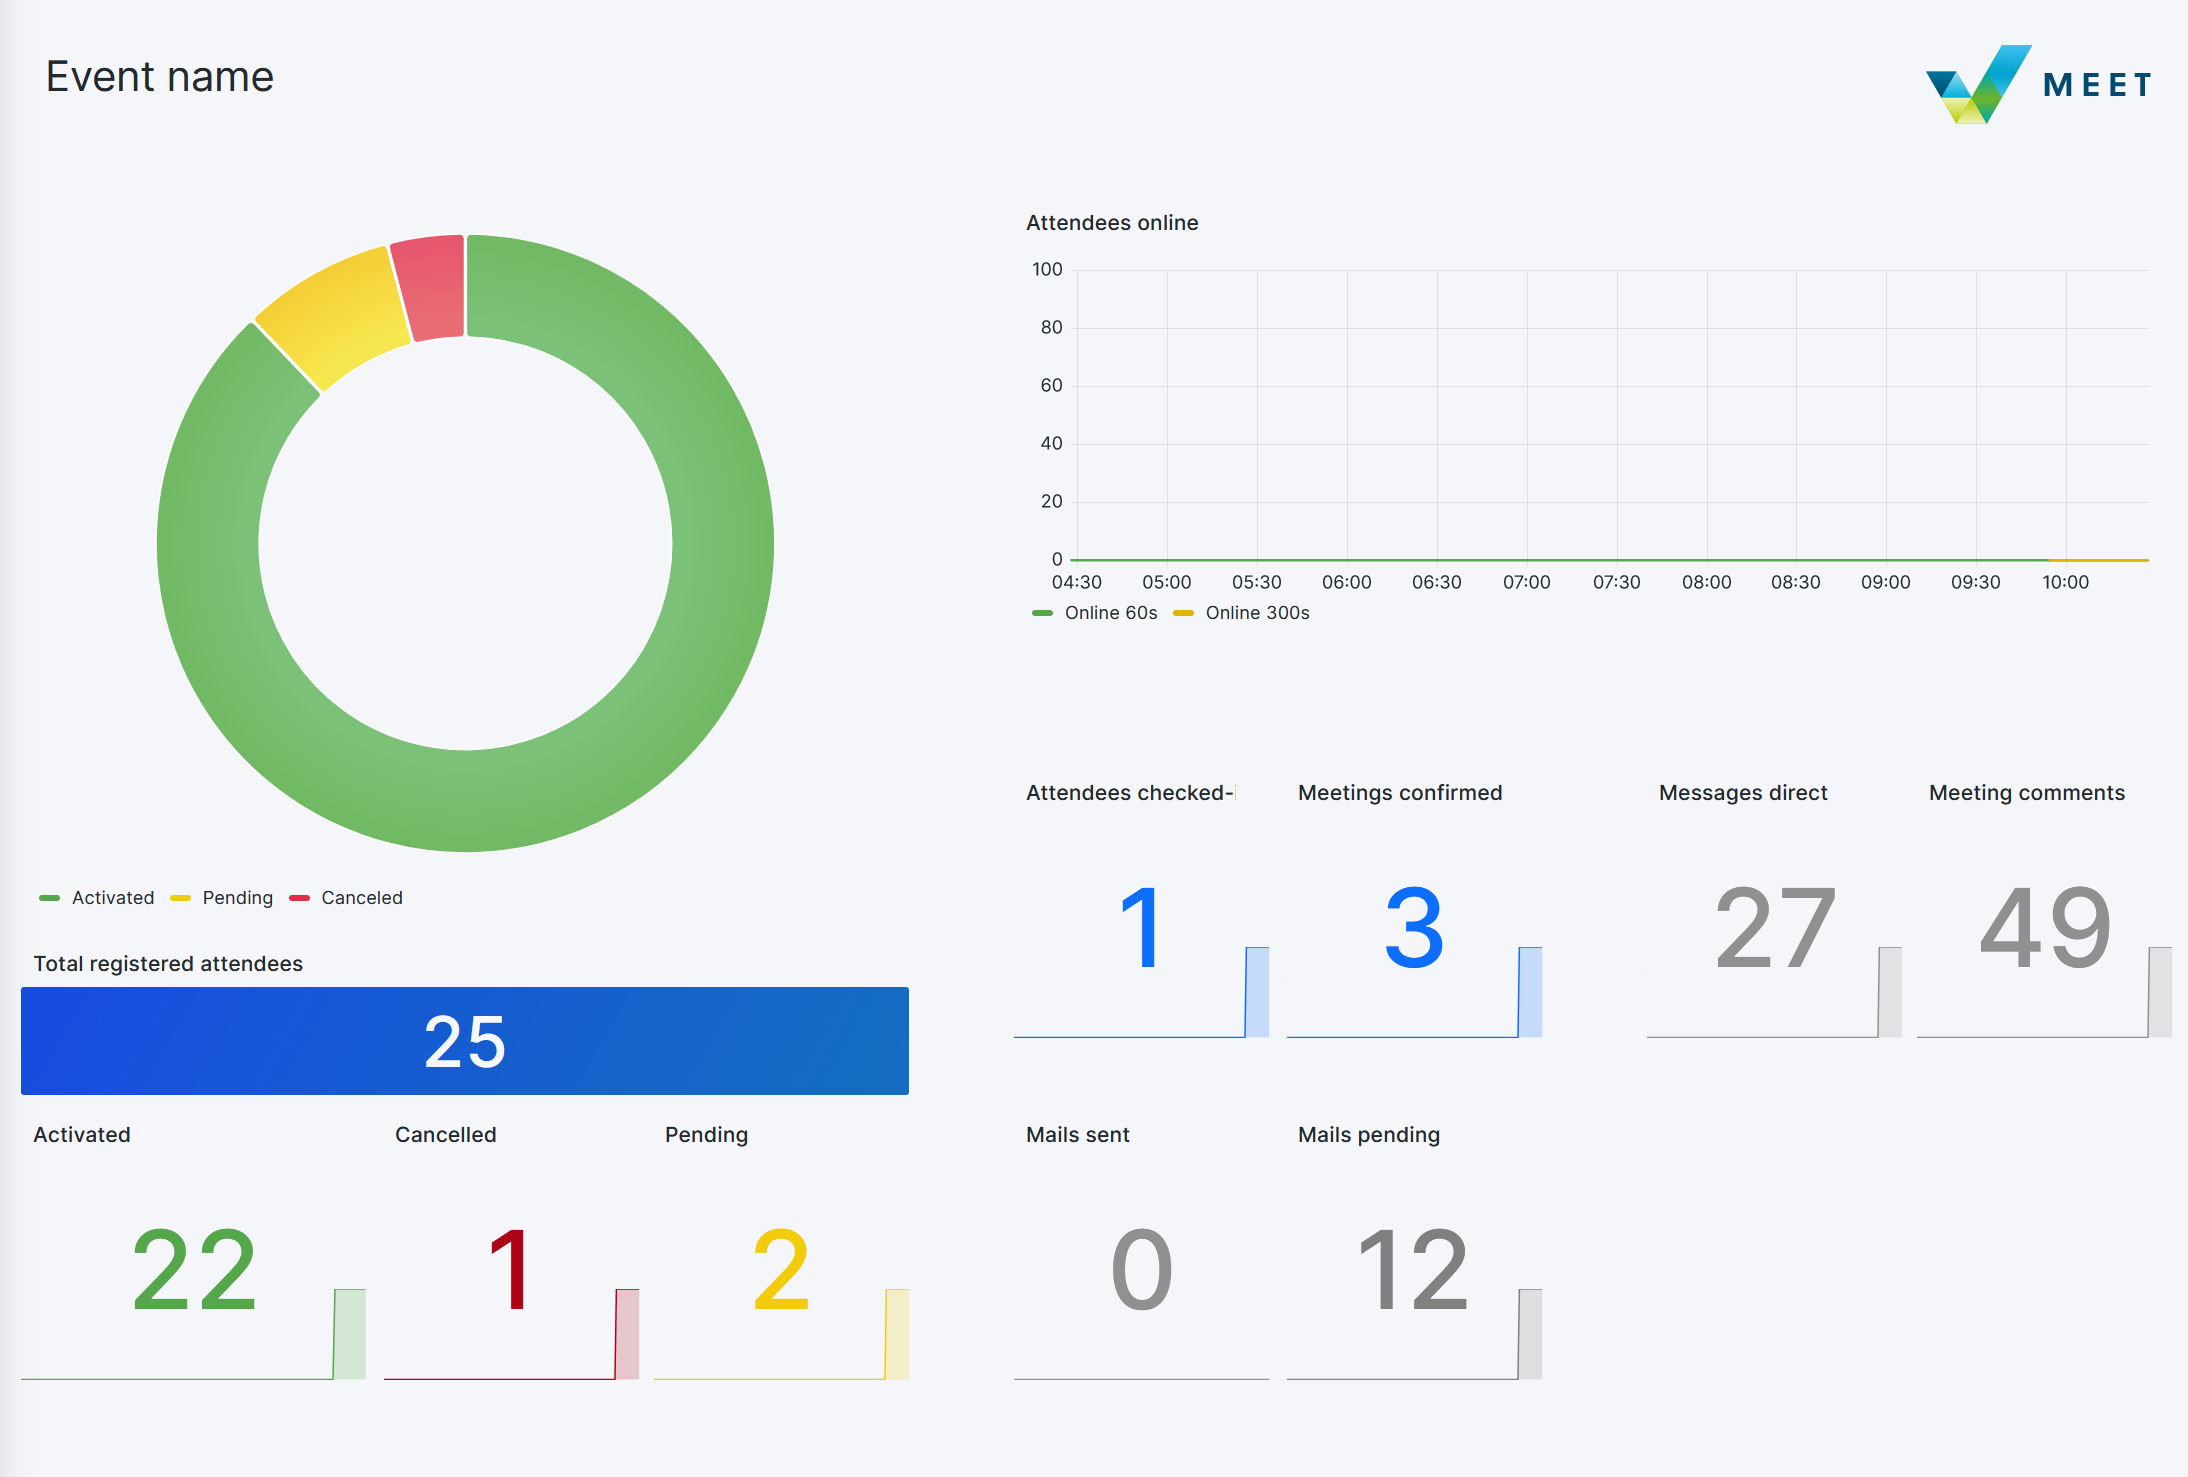 Event name
MEET
Attendees online
100
80
60
40
20
0
04:30 05:00 05:30 06:00 06:30 07:00 07:30 08:00 08:30 09:00 09:30 10:00
Online 60s Online 300s
Activated Pending Canceled
Total registered attendees
25
Activated Cancelled Pending
22 1 2
Attendees checked-i Meetings confirmed Messages direct Meeting comments
1 3 27 49
Mails sent Mails pending
0 12